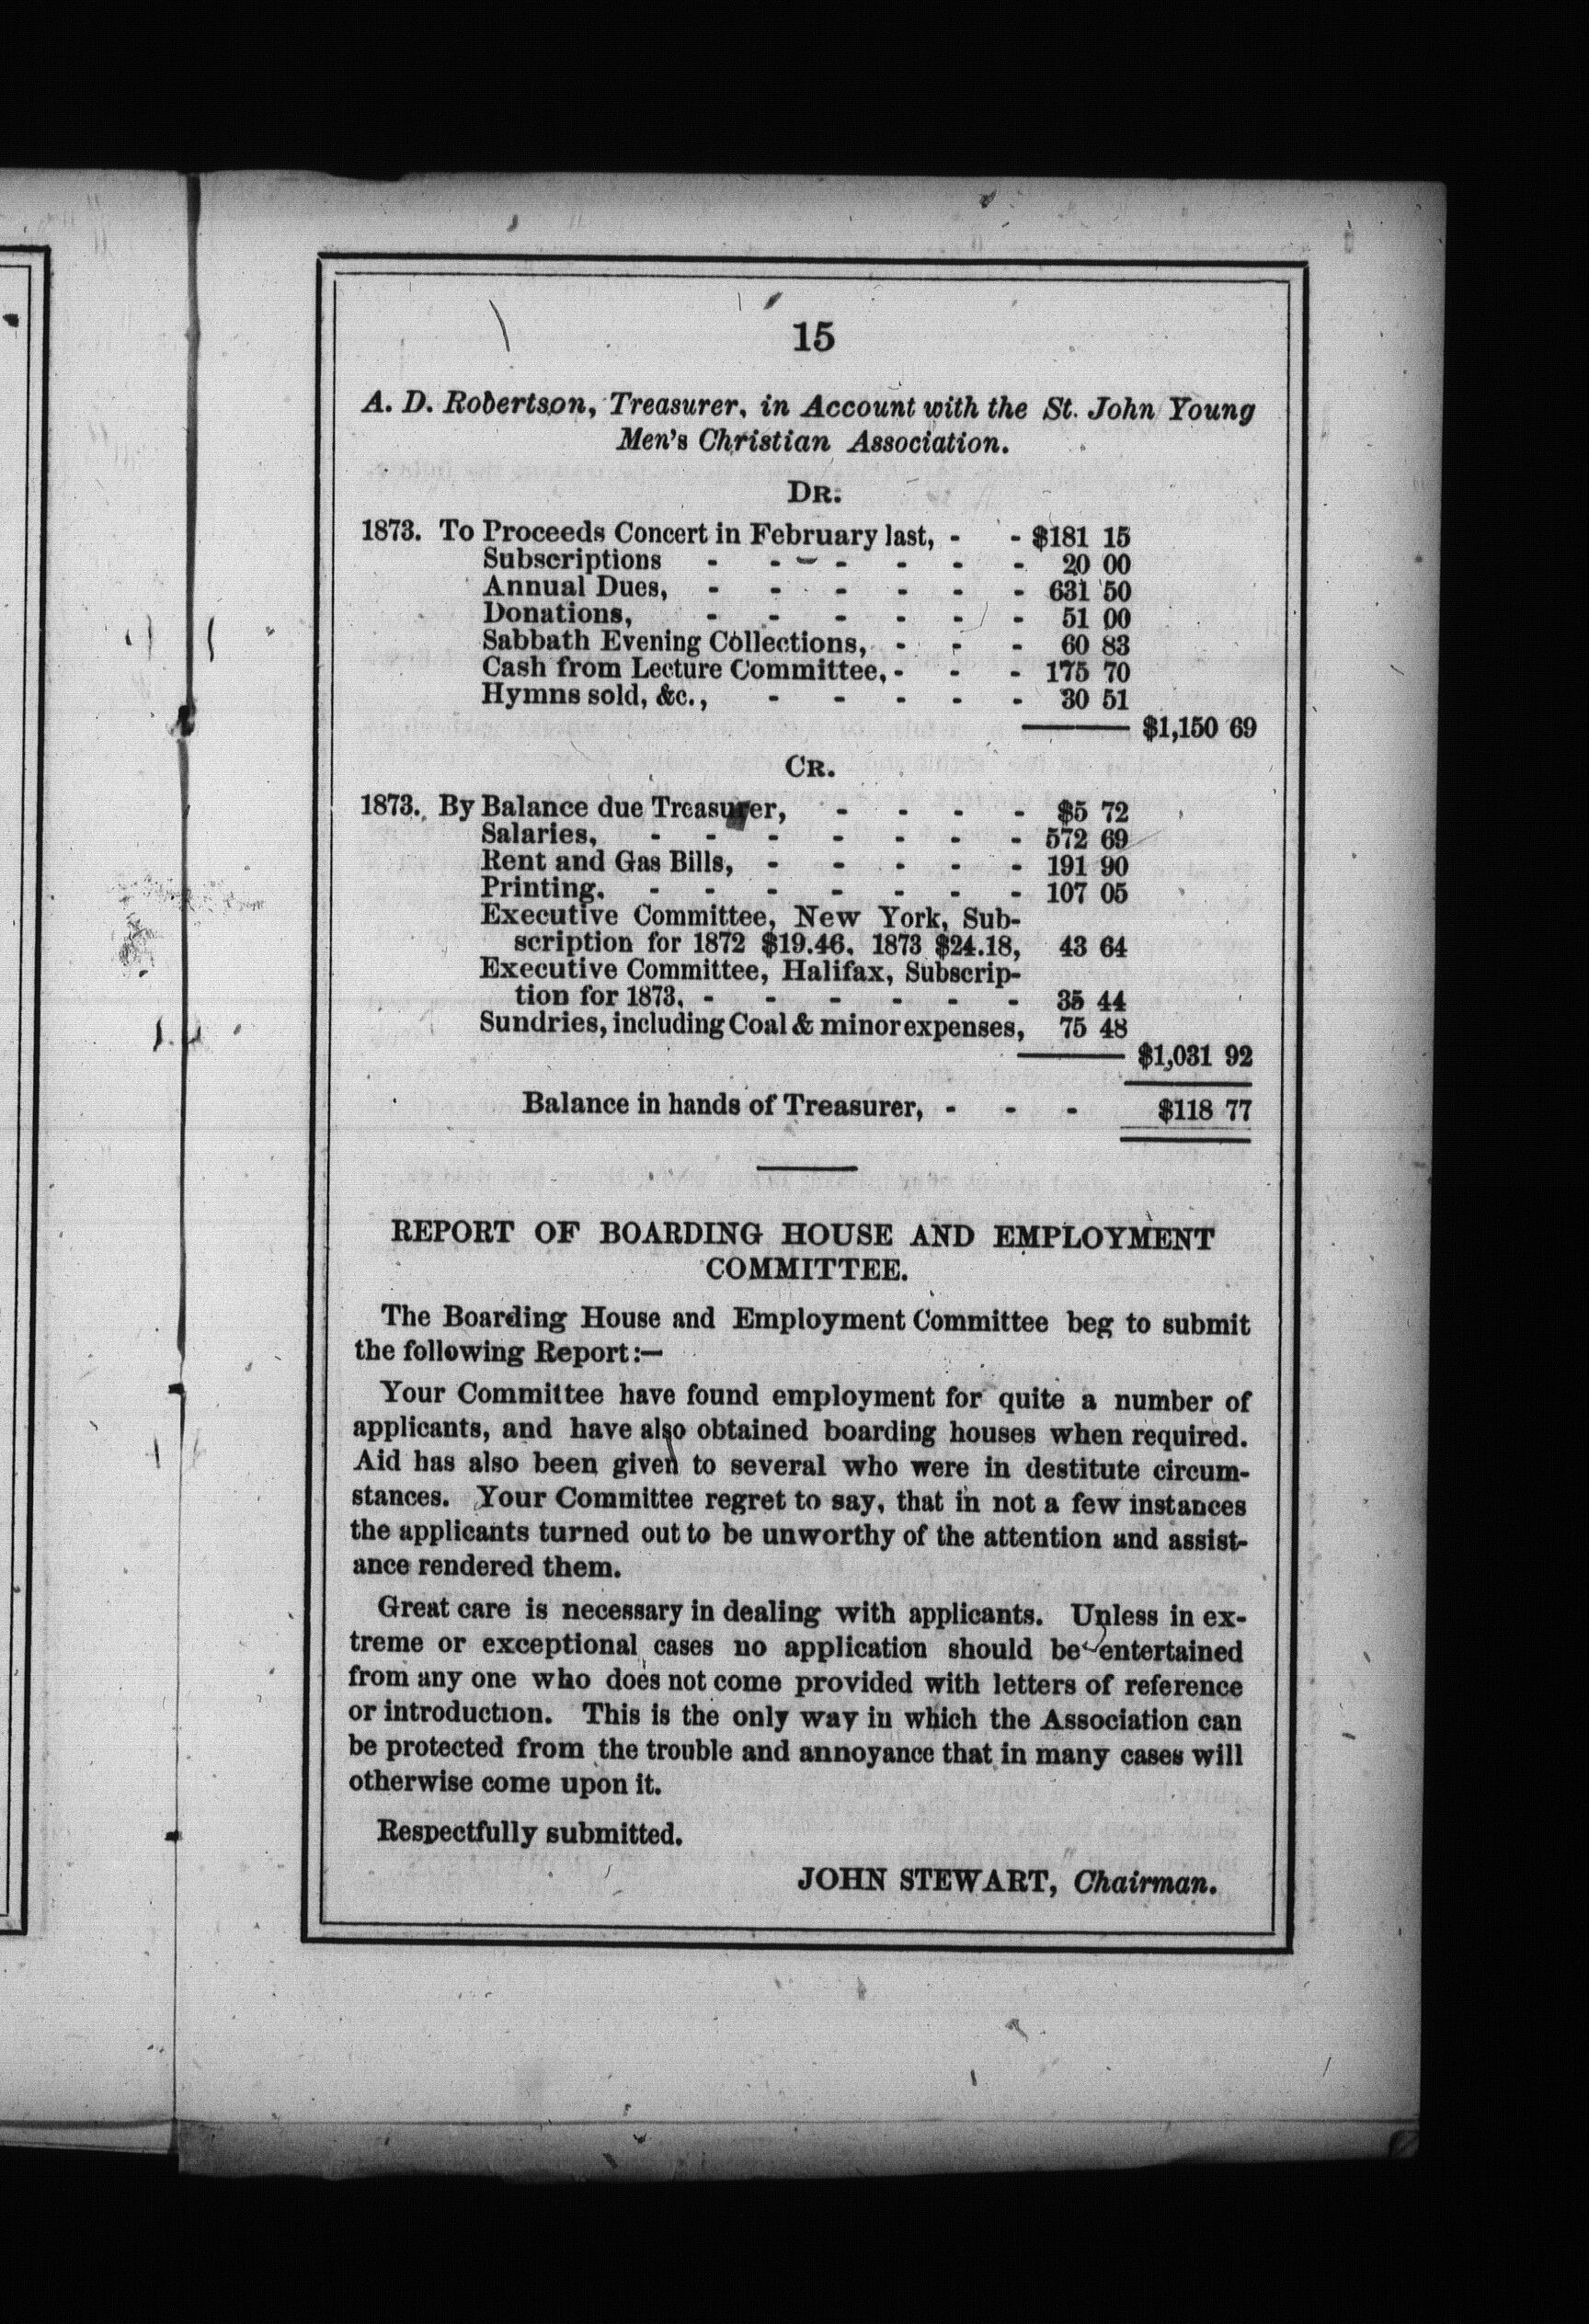 15
A. D. Robertson, Treasurer, in Account with the St. John Young
Men's Christian Association.
DR.
1873. To Proceeds Concert in February last, - - $181 15
Subscriptions - - - - - - 20 00
Annual Dues, - - - - - - 631 50
Donations, - - - - - - 51 00
Sabbath Evening Collections, - - - 60 83
Cash from Lecture Committee, - - - 175 70
Hymns sold, &c., - - - - - 30 51
$1,150 69
CR.
1873. By Balance due Treasurer, - - - - $5 72
Salaries, - - - - - - - 572 69
Rent and Gas Bills, - - - - - 191 90
Printing. - - - - - - - 107 05
Executive Committee, New York, Sub-
scription for 1872 $19.46. 1873 $24.18, 43 64
Executive Committee, Halifax, Subscrip-
tion for 1873. - - - - - - 35 44
Sundries, including Coal & minor expenses, 75 48
$1,031 92
Balance in hands of Treasurer, - - - $118 77
REPORT OF BOARDING HOUSE AND EMPLOYMENT
COMMITTEE.
The Boarding House and Employment Committee beg to submit
the following Report:—
Your Committee have found employment for quite a number of
applicants, and have also obtained boarding houses when required.
Aid has also been given to several who were in destitute circum-
stances. Your Committee regret to say, that in not a few instances
the applicants turned out to be unworthy of the attention and assist-
ance rendered them.
Great care is necessary in dealing with applicants. Unless in ex-
treme or exceptional cases no application should be entertained
from any one who does not come provided with letters of reference
or introduction. This is the only way in which the Association can
be protected from the trouble and annoyance that in many cases will
otherwise come upon it.
Respectfully submitted.
JOHN STEWART, Chairman.